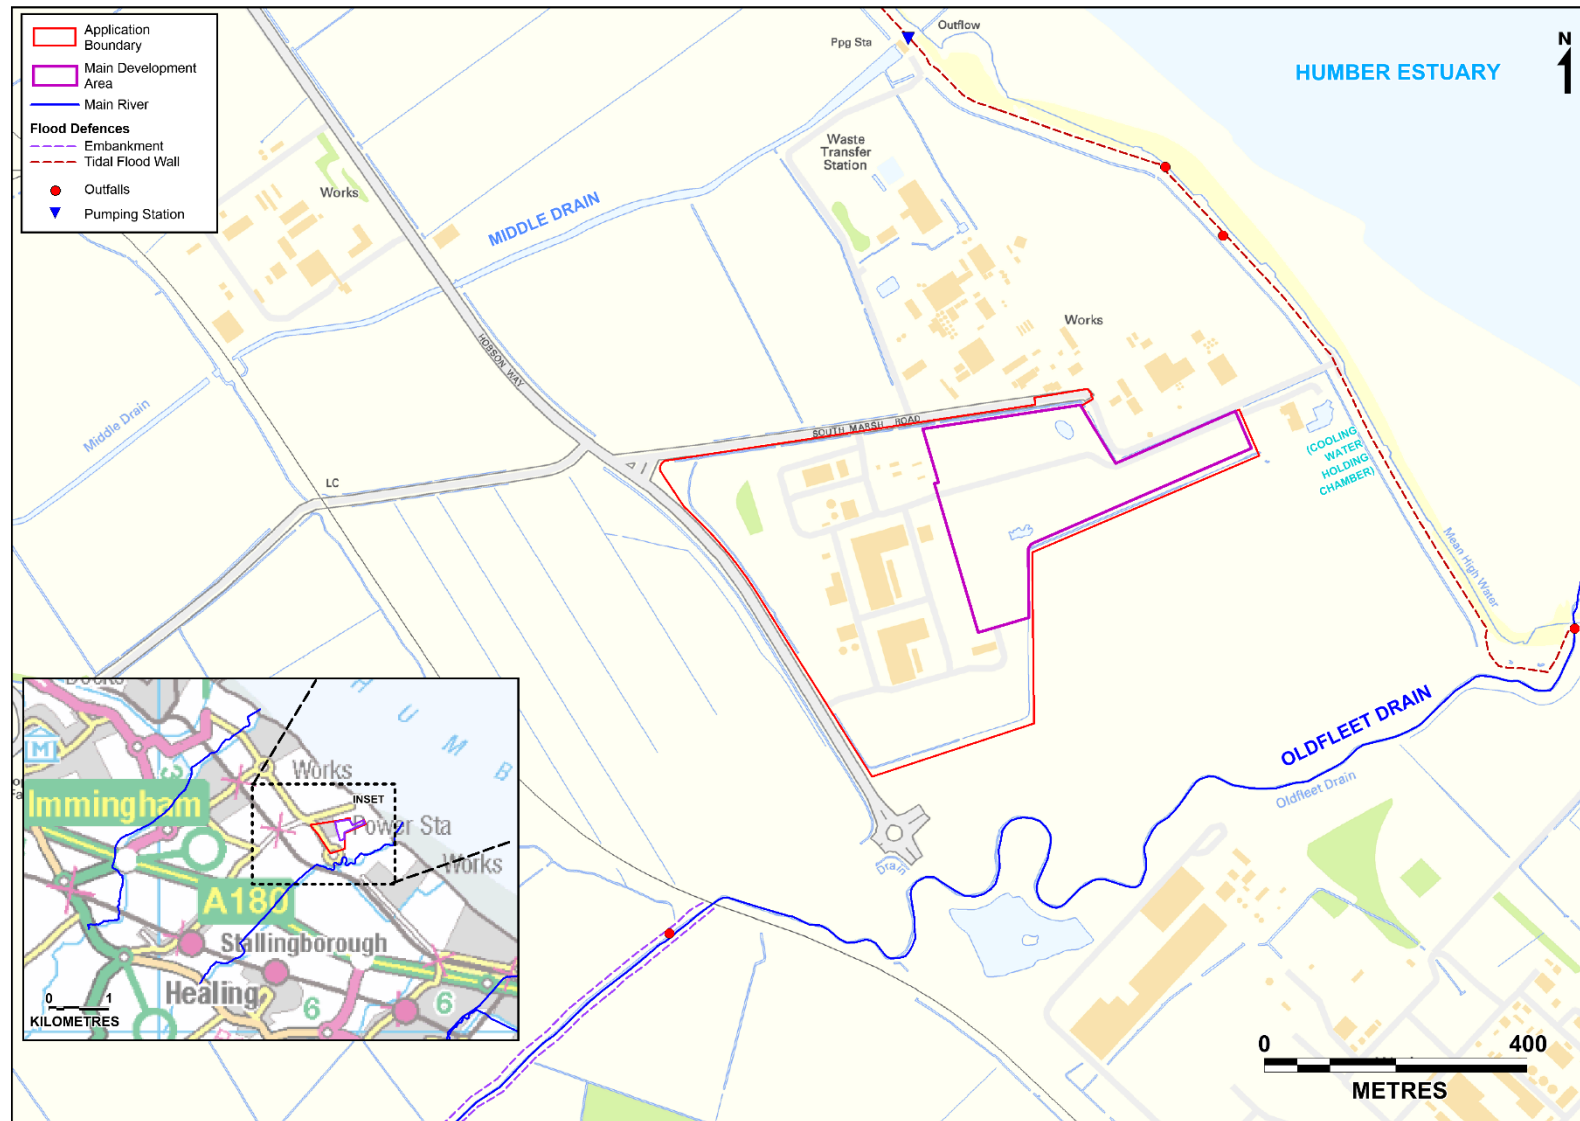 Application
Boundary
Main Development
Area
Main River
Flood Defences
Embankment
Tidal Flood Wall
Outfalls
Pumping Station
Outflow
Ppg Sta
HUMBER ESTUARY
N
Waste
Transfer
Station
Works
MIDDLE DRAIN
Works
HOBSON WAY
Middle Drain
SOUTH MARSH ROAD
LC
(COOLING
WATER
HOLDING
CHAMBER)
Mean High Water
OLDFLEET DRAIN
Oldfleet Drain
Drain
H U M B
Works
M
Immingham
INSET
Power Sta
Works
A180
Stallingborough
Healing
6
6
0 1
KILOMETRES
0 400
METRES